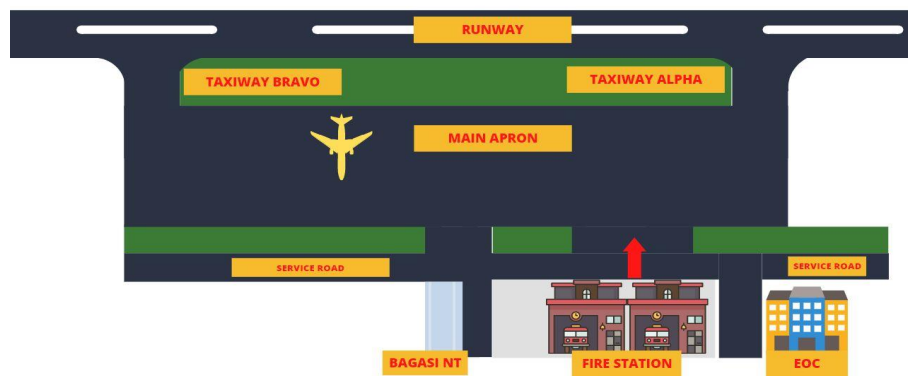 RUNWAY
TAXIWAY BRAVO
TAXIWAY ALPHA
MAIN APRON
SERVICE ROAD
SERVICE ROAD
BAGASI NT
FIRE STATION
EOC